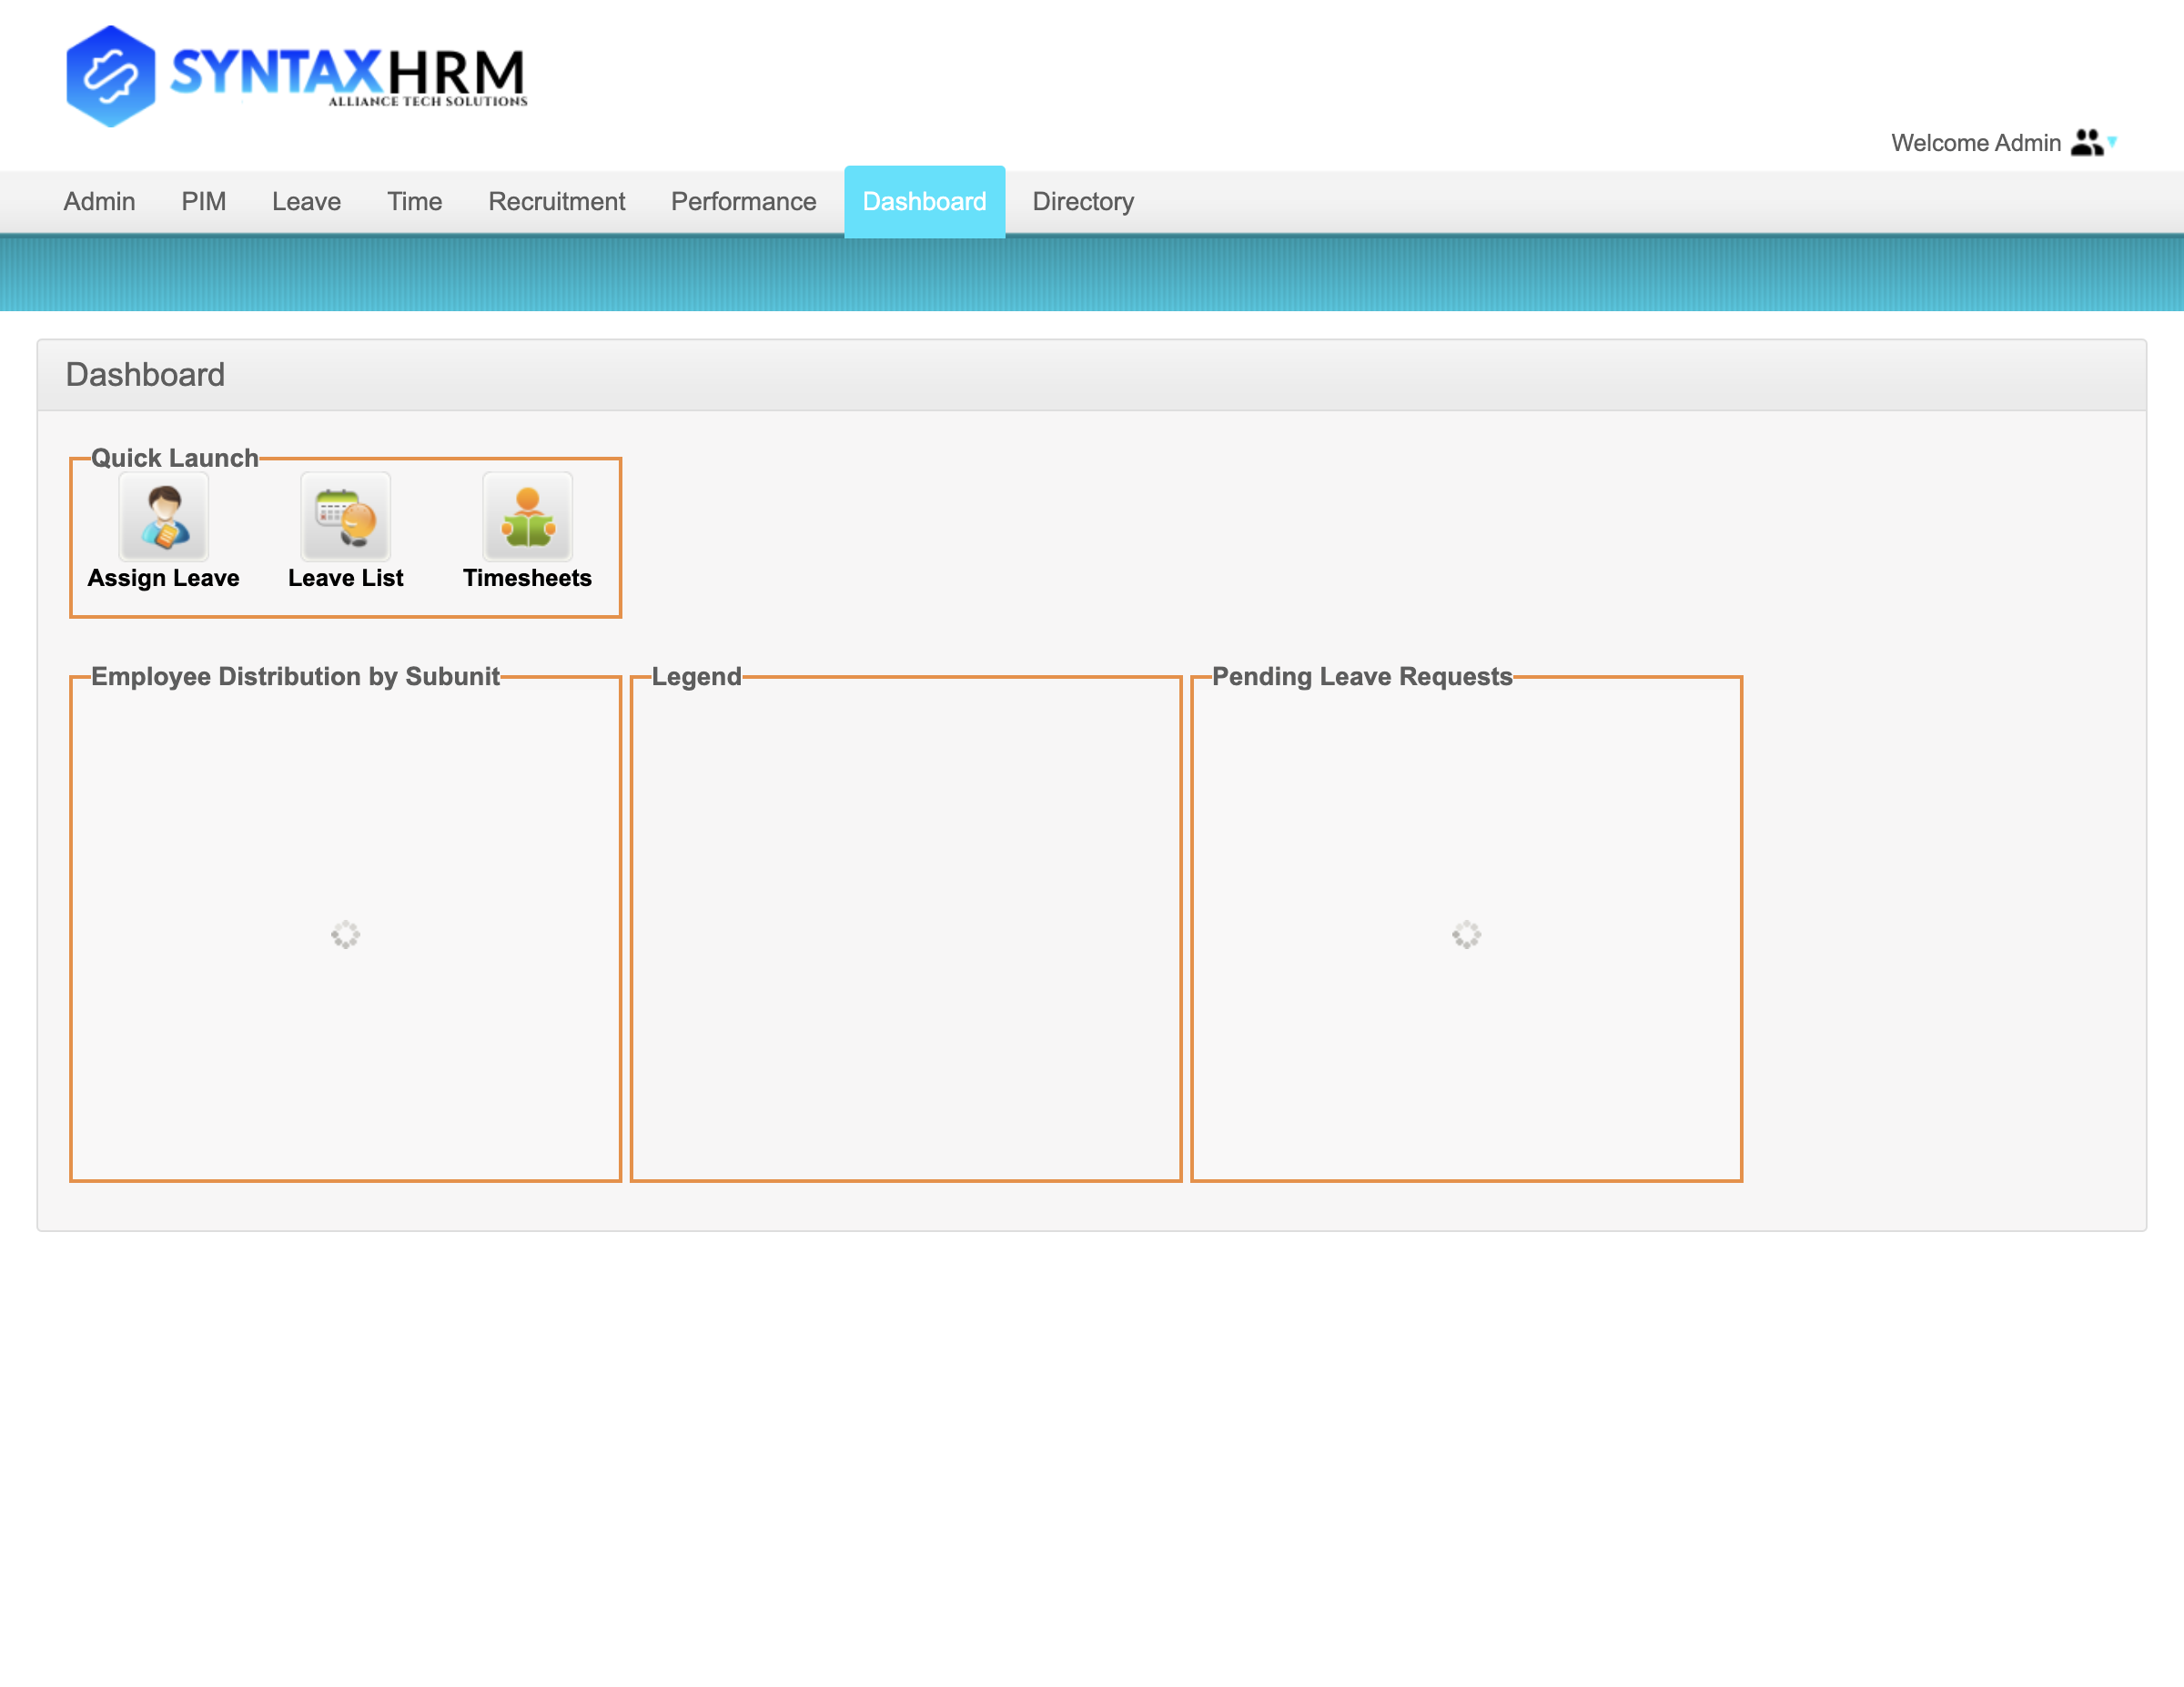 SYNTAXHRM
ALLIANCE TECH SOLUTIONS
Welcome Admin
Admin PIM Leave Time Recruitment Performance Dashboard Directory
Dashboard
Quick Launch
Assign Leave Leave List Timesheets
Employee Distribution by Subunit Legend Pending Leave Requests